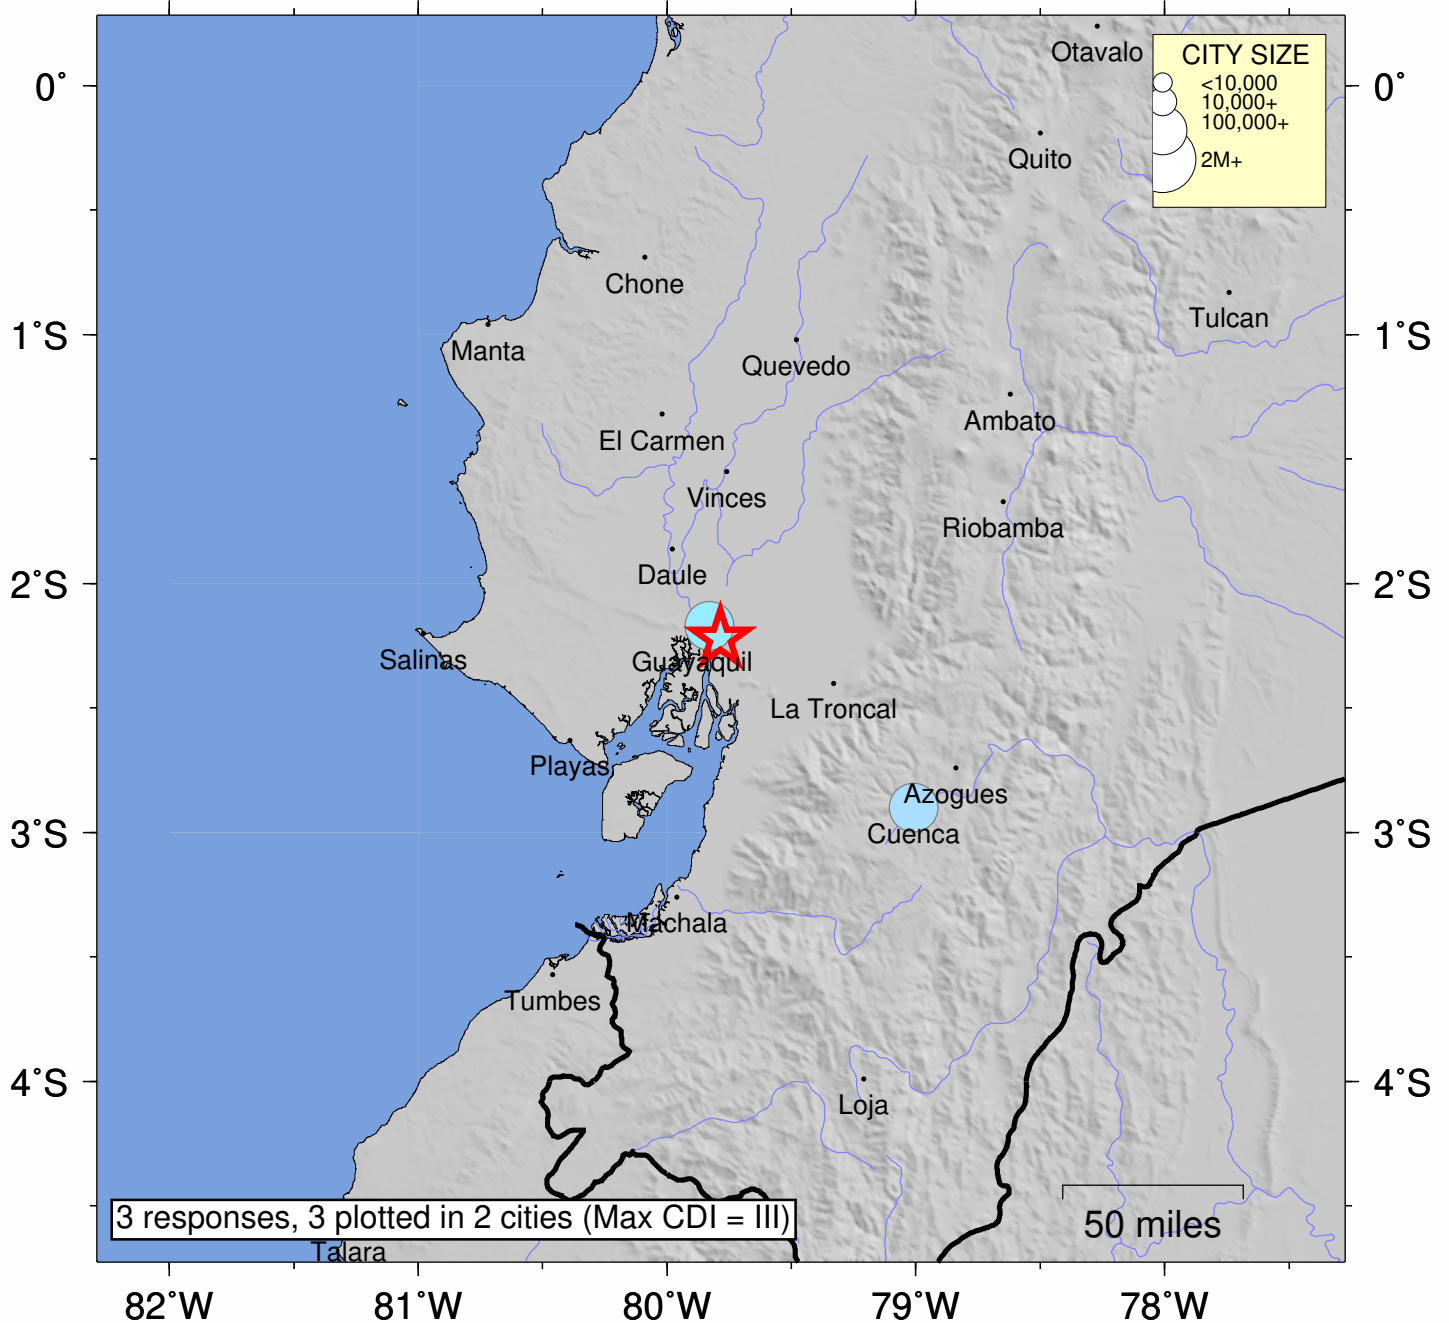 Otavalo
CITY SIZE
<10,000
10,000+
100,000+
2M+
0˚
0˚
Quito
Chone
Tulcan
1˚S
1˚S
Manta
Quevedo
Ambato
El Carmen
Vinces
Riobamba
Daule
2˚S
2˚S
Salinas
Guayaquil
La Troncal
Playas
Azogues
Cuenca
3˚S
3˚S
Machala
Tumbes
4˚S
4˚S
Loja
3 responses, 3 plotted in 2 cities (Max CDI = III)
50 miles
Talara
82˚W
81˚W
80˚W
79˚W
78˚W